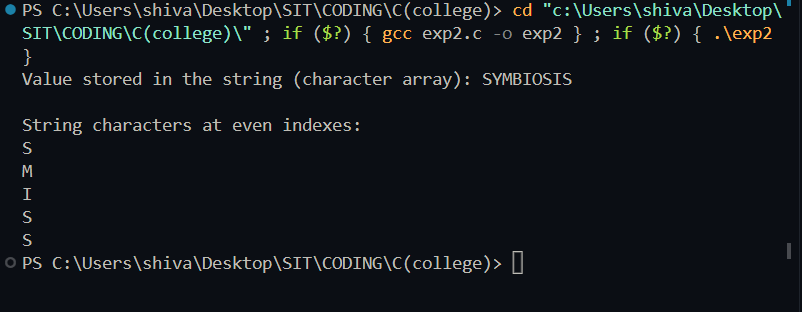 PS C:\Users\shiva\Desktop\SIT\CODING\C(college)> cd "c:\Users\shiva\Desktop\
SIT\CODING\C(college)\" ; if ($?) { gcc exp2.c -o exp2 } ; if ($?) { .\exp2
}
Value stored in the string (character array): SYMBIOSIS

String characters at even indexes:
S
M
I
S
S
PS C:\Users\shiva\Desktop\SIT\CODING\C(college)>